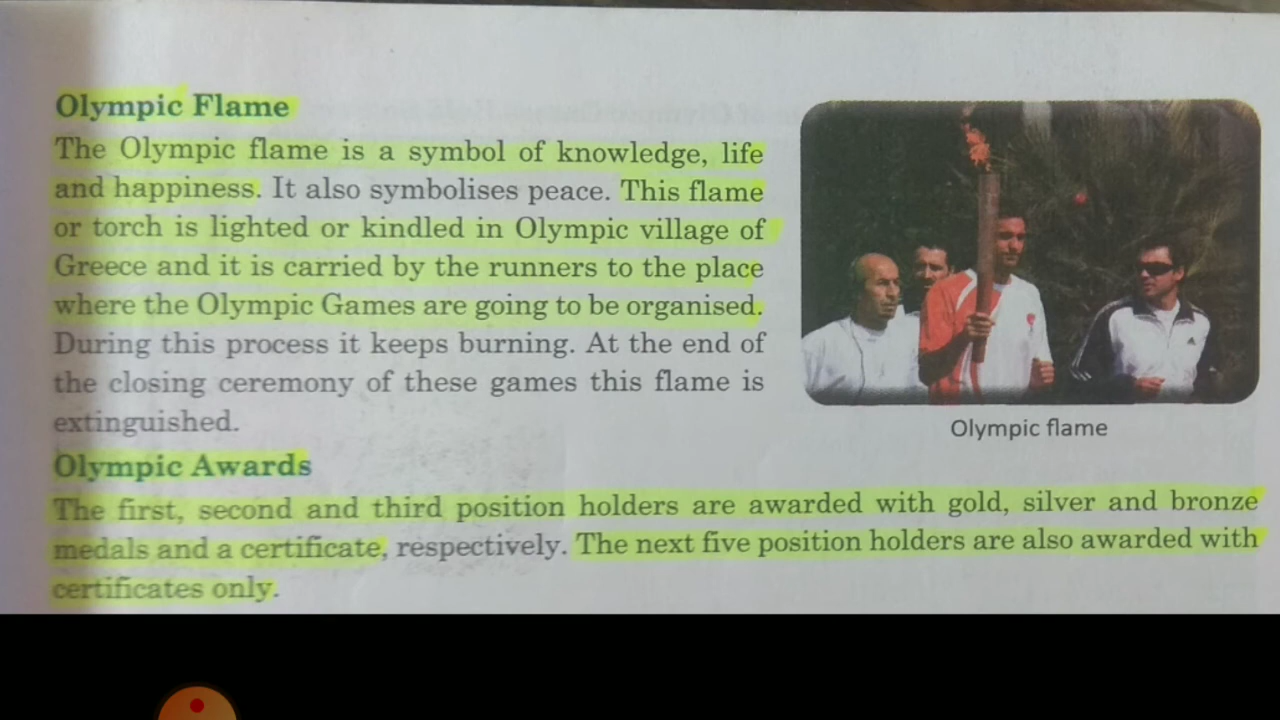 Olympic Flame
The Olympic flame is a symbol of knowledge, life
and happiness. It also symbolises peace. This flame
or torch is lighted or kindled in Olympic village of
Greece and it is carried by the runners to the place
where the Olympic Games are going to be organised.
During this process it keeps burning. At the end of
the closing ceremony of these games this flame is
extinguished.
Olympic flame
Olympic Awards
The first, second and third position holders are awarded with gold, silver and bronze
medals and a certificate, respectively. The next five position holders are also awarded with
certificates only.